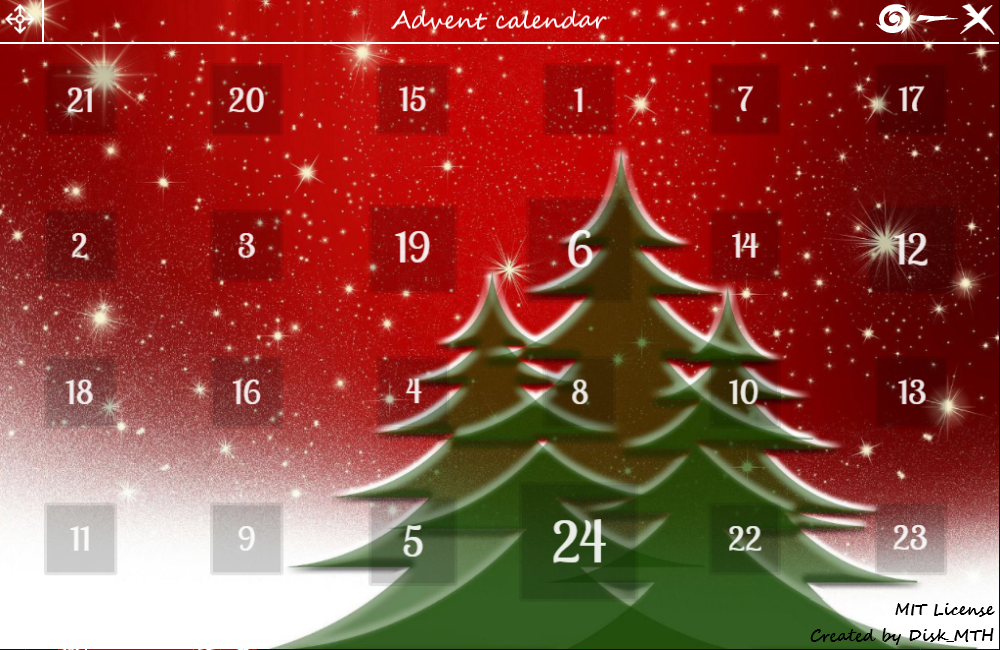 Advent calendar
21 20 15 1 7 17
2 3 19 6 14 12
18 16 4 8 10 13
11 9 5 24 22 23
MIT License
Created by Disk_MTH